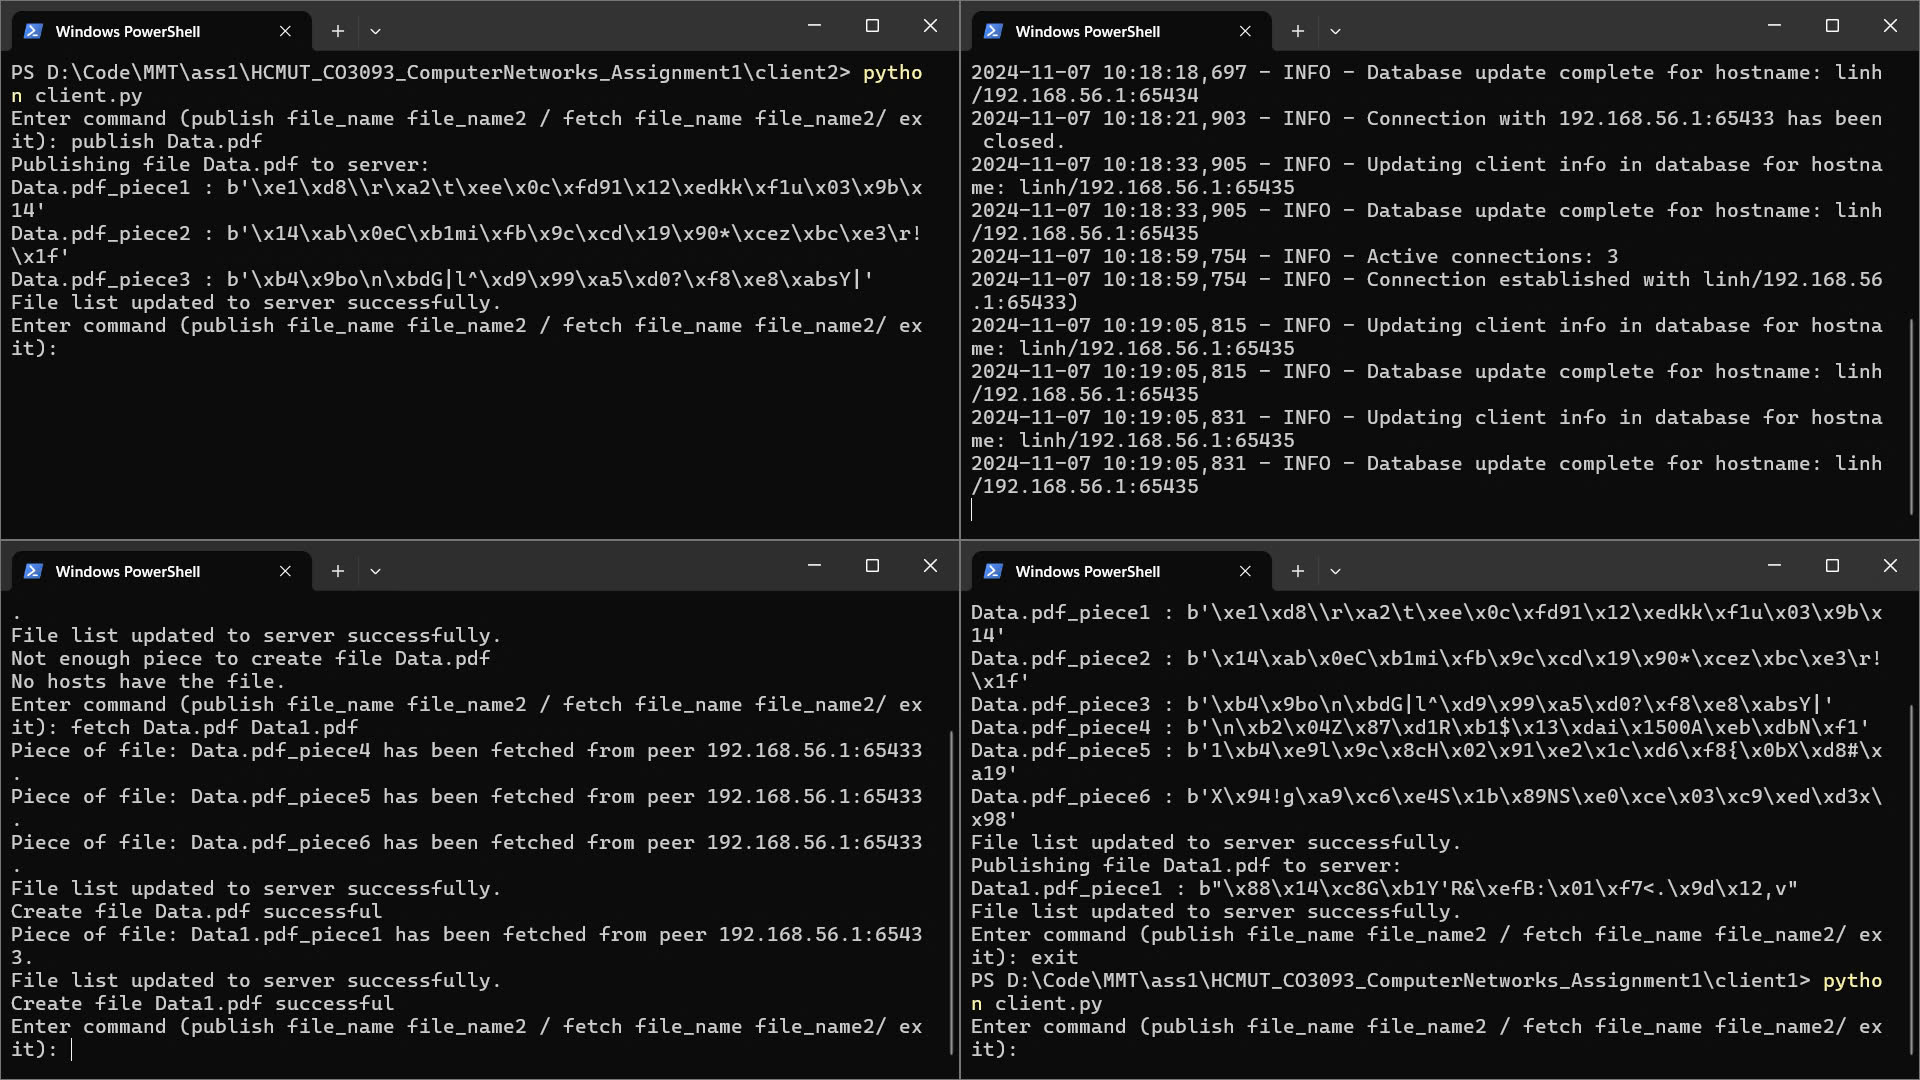 Windows PowerShell
PS D:\Code\MMT\ass1\HCMUT_CO3093_ComputerNetworks_Assignment1\client2> pytho
n client.py
Enter command (publish file_name file_name2 / fetch file_name file_name2/ ex
it): publish Data.pdf
Publishing file Data.pdf to server:
Data.pdf_piece1 : b'\xe1\xd8\\r\xa2\t\xee\x0c\xfd91\x12\xedkk\xf1u\x03\x9b\x
14'
Data.pdf_piece2 : b'\x14\xab\x0eC\xb1mi\xfb\x9c\xcd\x19\x90*\xcez\xbc\xe3\r!
\x1f'
Data.pdf_piece3 : b'\xb4\x9bo\n\xbdG|l^\xd9\x99\xa5\xd0?\xf8\xe8\xabsY|'
File list updated to server successfully.
Enter command (publish file_name file_name2 / fetch file_name file_name2/ ex
it):
Windows PowerShell
2024-11-07 10:18:18,697 - INFO - Database update complete for hostname: linh
/192.168.56.1:65434
2024-11-07 10:18:21,903 - INFO - Connection with 192.168.56.1:65433 has been
 closed.
2024-11-07 10:18:33,905 - INFO - Updating client info in database for hostna
me: linh/192.168.56.1:65435
2024-11-07 10:18:33,905 - INFO - Database update complete for hostname: linh
/192.168.56.1:65435
2024-11-07 10:18:59,754 - INFO - Active connections: 3
2024-11-07 10:18:59,754 - INFO - Connection established with linh/192.168.56
.1:65433)
2024-11-07 10:19:05,815 - INFO - Updating client info in database for hostna
me: linh/192.168.56.1:65435
2024-11-07 10:19:05,815 - INFO - Database update complete for hostname: linh
/192.168.56.1:65435
2024-11-07 10:19:05,831 - INFO - Updating client info in database for hostna
me: linh/192.168.56.1:65435
2024-11-07 10:19:05,831 - INFO - Database update complete for hostname: linh
/192.168.56.1:65435
Windows PowerShell
.
File list updated to server successfully.
Not enough piece to create file Data.pdf
No hosts have the file.
Enter command (publish file_name file_name2 / fetch file_name file_name2/ ex
it): fetch Data.pdf Data1.pdf
Piece of file: Data.pdf_piece4 has been fetched from peer 192.168.56.1:65433
.
Piece of file: Data.pdf_piece5 has been fetched from peer 192.168.56.1:65433
.
Piece of file: Data.pdf_piece6 has been fetched from peer 192.168.56.1:65433
.
File list updated to server successfully.
Create file Data.pdf successful
Piece of file: Data1.pdf_piece1 has been fetched from peer 192.168.56.1:6543
3.
File list updated to server successfully.
Create file Data1.pdf successful
Enter command (publish file_name file_name2 / fetch file_name file_name2/ ex
it):
Windows PowerShell
Data.pdf_piece1 : b'\xe1\xd8\\r\xa2\t\xee\x0c\xfd91\x12\xedkk\xf1u\x03\x9b\x
14'
Data.pdf_piece2 : b'\x14\xab\x0eC\xb1mi\xfb\x9c\xcd\x19\x90*\xcez\xbc\xe3\r!
\x1f'
Data.pdf_piece3 : b'\xb4\x9bo\n\xbdG|l^\xd9\x99\xa5\xd0?\xf8\xe8\xabsY|'
Data.pdf_piece4 : b'\n\xb2\x04Z\x87\xd1R\xb1$\x13\xdai\x1500A\xeb\xdbN\xf1'
Data.pdf_piece5 : b'1\xb4\xe9l\x9c\x8cH\x02\x91\xe2\x1c\xd6\xf8{\x0bX\xd8#\x
a19'
Data.pdf_piece6 : b'X\x94!g\xa9\xc6\xe4S\x1b\x89NS\xe0\xce\x03\xc9\xed\xd3x\
x98'
File list updated to server successfully.
Publishing file Data1.pdf to server:
Data1.pdf_piece1 : b"\x88\x14\xc8G\xb1Y'R&\xefB:\x01\xf7<.\x9d\x12,v"
File list updated to server successfully.
Enter command (publish file_name file_name2 / fetch file_name file_name2/ ex
it): exit
PS D:\Code\MMT\ass1\HCMUT_CO3093_ComputerNetworks_Assignment1\client1> pytho
n client.py
Enter command (publish file_name file_name2 / fetch file_name file_name2/ ex
it):